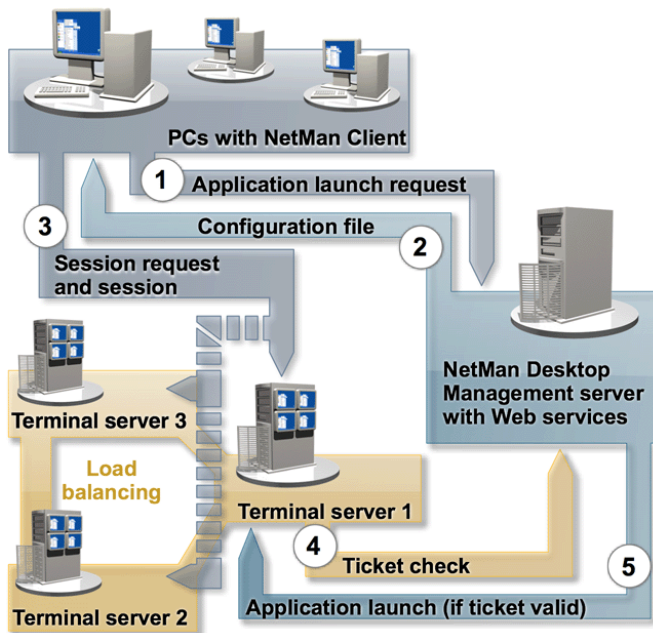 PCs with NetMan Client
1
Application launch request
3
Configuration file
2
Session request
and session
NetMan Desktop
Management server
with Web services
Terminal server 3
Load
balancing
Terminal server 1
4
Ticket check
5
Terminal server 2
Application launch (if ticket valid)